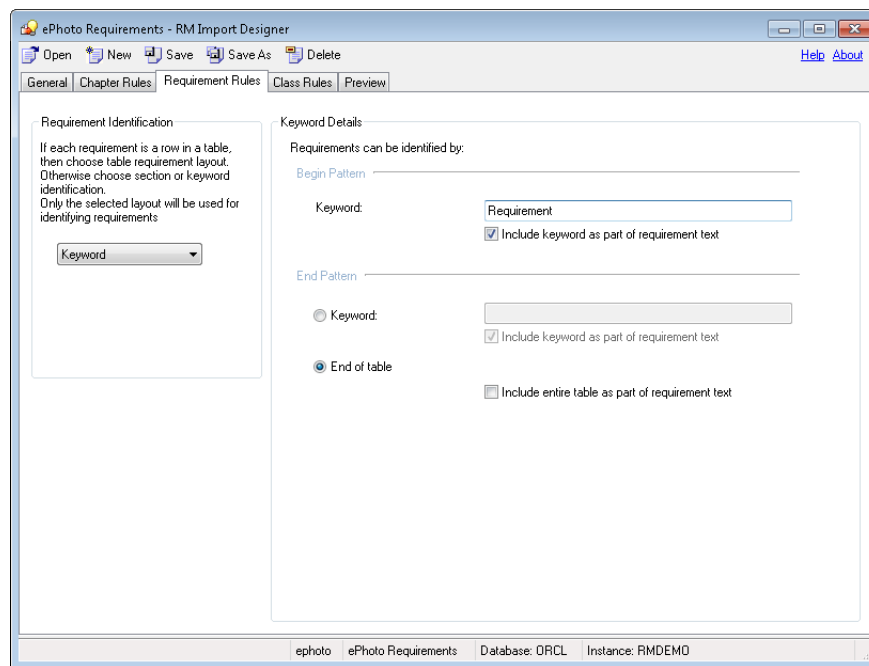 ePhoto Requirements - RM Import Designer
Open New Save Save As Delete Help About
General Chapter Rules Requirement Rules Class Rules Preview
Requirement Identification
If each requirement is a row in a table,
then choose table requirement layout.
Otherwise choose section or keyword
identification.
Only the selected layout will be used for
identifying requirements
Keyword
Keyword Details
Requirements can be identified by:
Begin Pattern
Keyword: Requirement
Include keyword as part of requirement text
End Pattern
Keyword:
Include keyword as part of requirement text
End of table
Include entire table as part of requirement text
ephoto ePhoto Requirements Database: ORCL Instance: RMDEMO